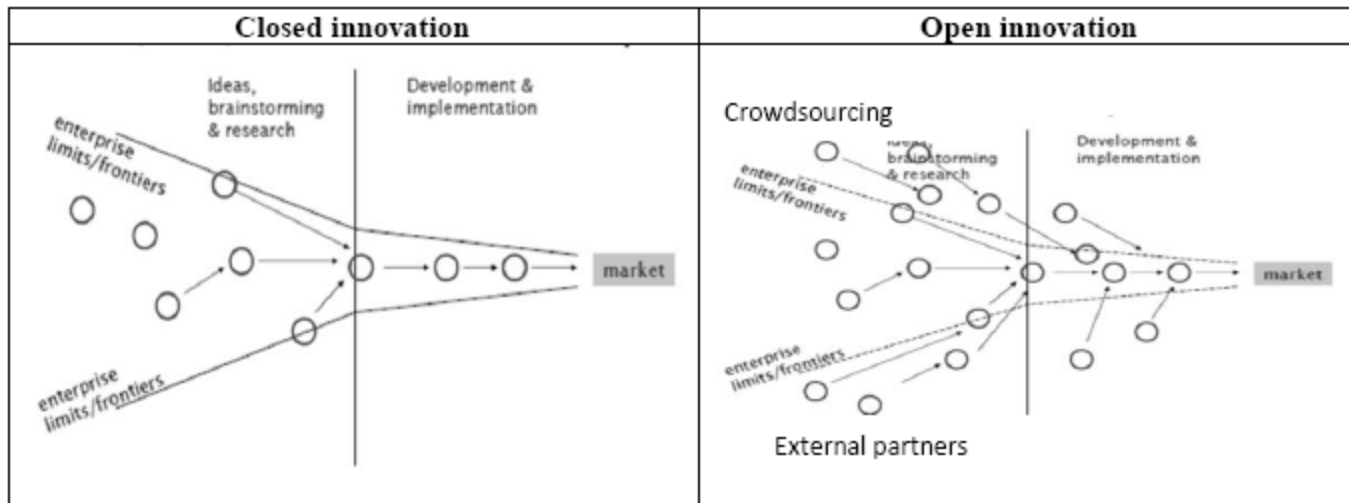 Closed innovation
Open innovation
Ideas,
brainstorming
& research
Development &
implementation
enterprise
limits/frontiers
market
enterprise
limits/frontiers
Crowdsourcing
brainstorming
& research
Development &
implementation
enterprise
limits/frontiers
market
enterprise
limits/frontiers
External partners